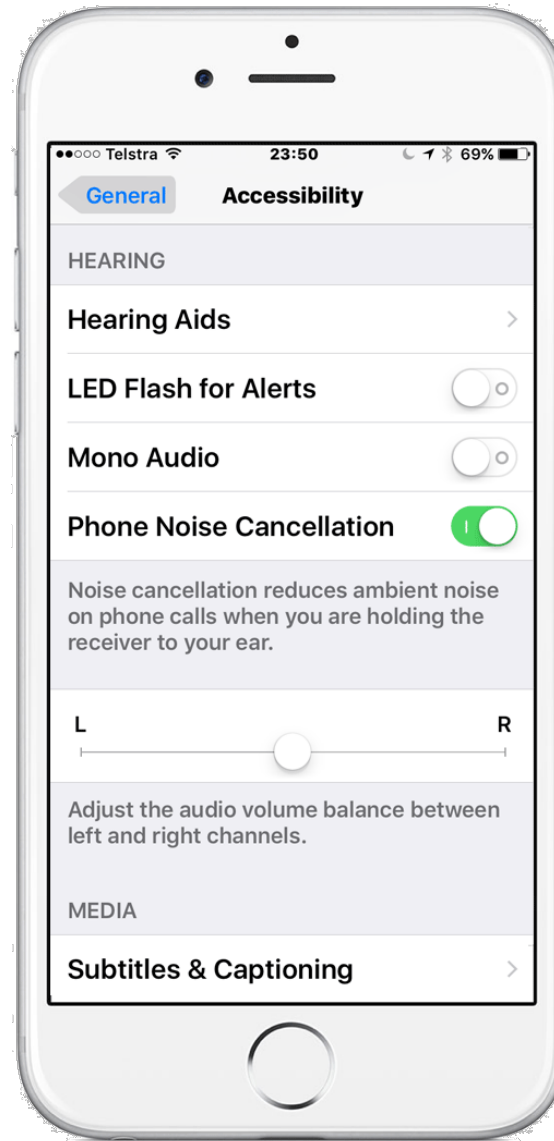 Telstra 23:50 69%
General Accessibility
HEARING
Hearing Aids
LED Flash for Alerts
Mono Audio
Phone Noise Cancellation
Noise cancellation reduces ambient noise
on phone calls when you are holding the
receiver to your ear.
L R
Adjust the audio volume balance between
left and right channels.
MEDIA
Subtitles & Captioning